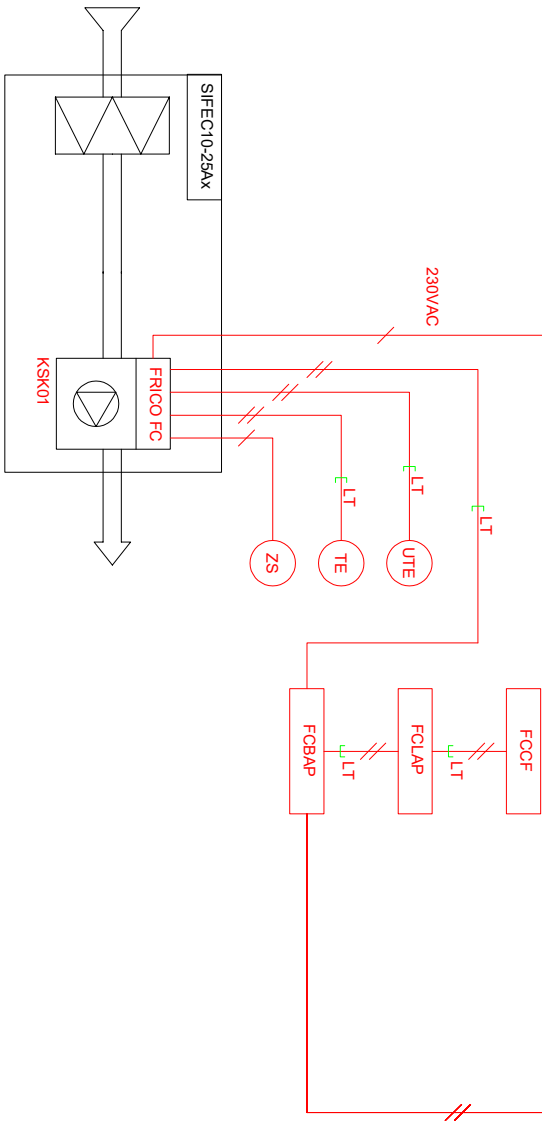 SIFEC10-25Ax
230VAC
KSK01
FRICO FC
LT
LT
LT
ZS
TE
UTE
FCBAP
LT
FCLAP
LT
FCCF